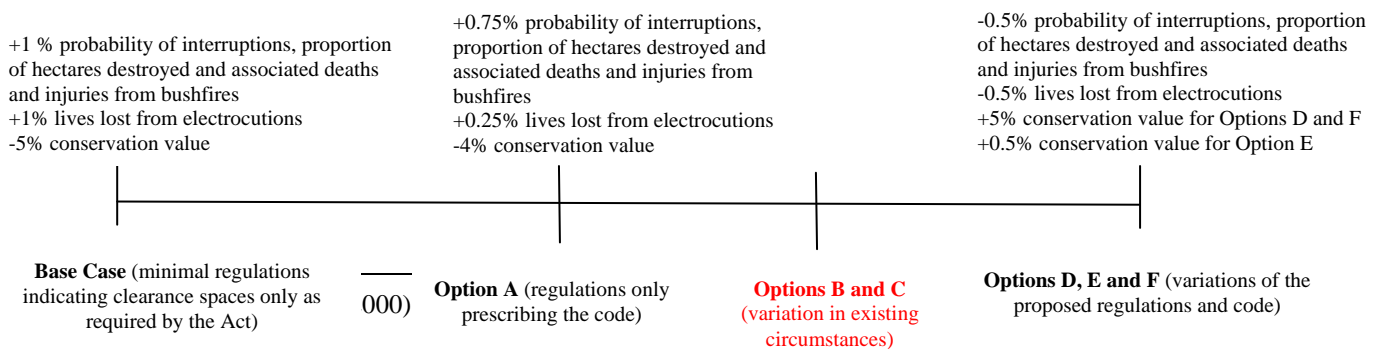 +1 % probability of interruptions, proportion
of hectares destroyed and associated deaths
and injuries from bushfires
+1% lives lost from electrocutions
-5% conservation value
+0.75% probability of interruptions,
proportion of hectares destroyed and
associated deaths and injuries from
bushfires
+0.25% lives lost from electrocutions
-4% conservation value
-0.5% probability of interruptions, proportion
of hectares destroyed and associated deaths
and injuries from bushfires
-0.5% lives lost from electrocutions
+5% conservation value for Options D and F
+0.5% conservation value for Option E
Base Case (minimal regulations
indicating clearance spaces only as
required by the Act)
000)
Option A (regulations only
prescribing the code)
Options B and C
(variation in existing
circumstances)
Options D, E and F (variations of the
proposed regulations and code)